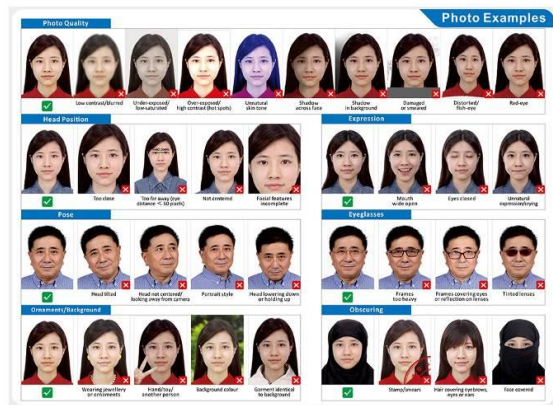 Photo Examples
Photo Quality
Low contrast/blurred
Under-exposed/
low-saturated
Over-exposed/
high contrast (hot spots)
Unnatural
skin tone
Shadow
across face
Shadow
in background
Damaged
or smeared
Distorted/
fish-eye
Red-eye
Head Position
Too close
Too far away (eye
distance < 60 pixels)
Not centered
Facial features
incomplete
Expression
Mouth
wide open
Eyes closed
Unnatural
expression/crying
Pose
Head tilted
Head not centered/
looking away from camera
Portrait style
Head lowering down
or holding up
Eyeglasses
Frames
too heavy
Frames covering eyes
or reflection on lenses
Tinted lenses
Ornaments/Background
Wearing jewellery
or ornaments
Hand/toy/
another person
Background colour
Garment identical
to background
Obscuring
Stamp/smears
Hair covering eyebrows,
eyes or ears
Face covered